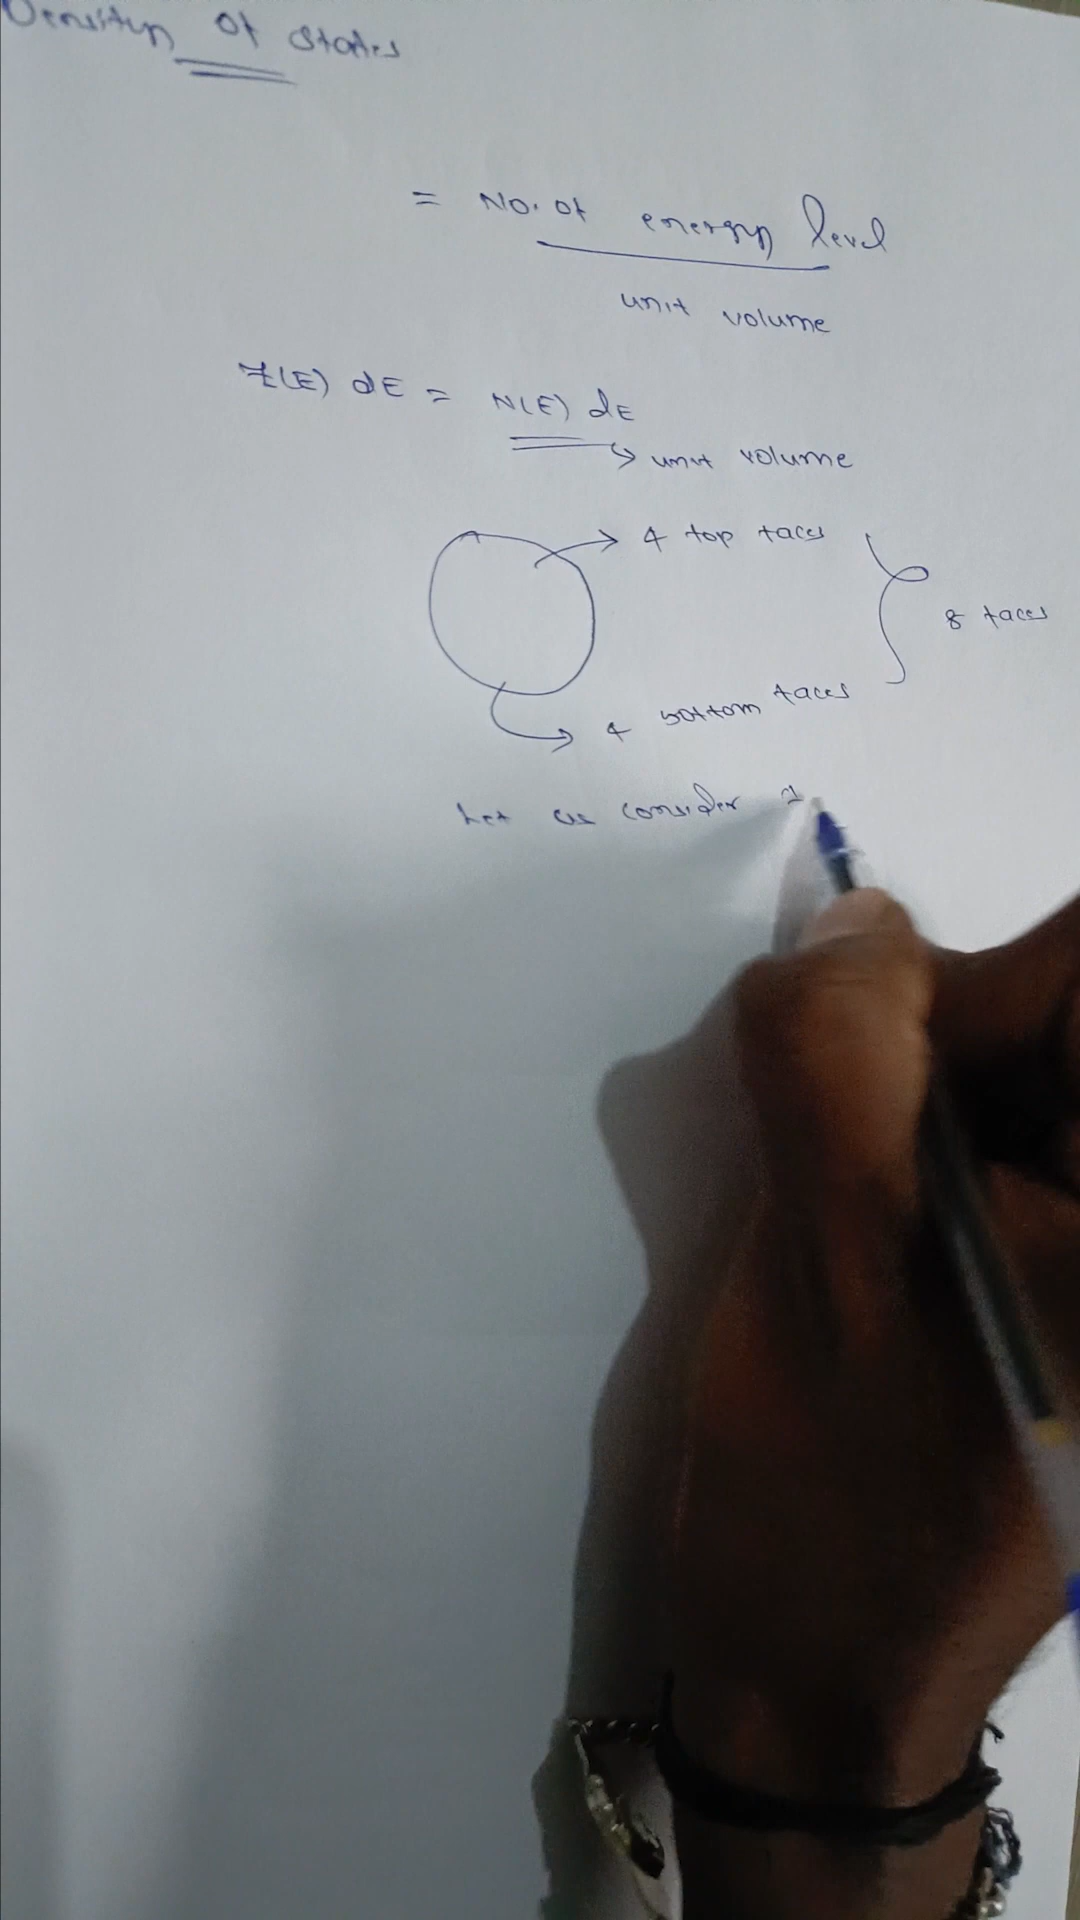 Density of states
= No. of energy level
unit volume
Z(E) dE = N(E) dE
→ unit volume
→ 4 top faces
8 faces
→ 4 bottom faces
Let us consider 1